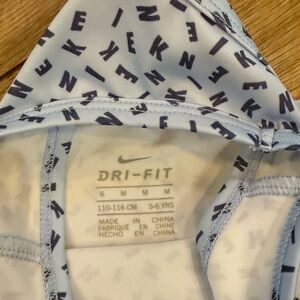 DRI-FIT
6 M M M
110-116 CM 5-6 YRS
MADE IN CHINA
FABRIQUÉ EN CHINE
HECHO EN CHINA